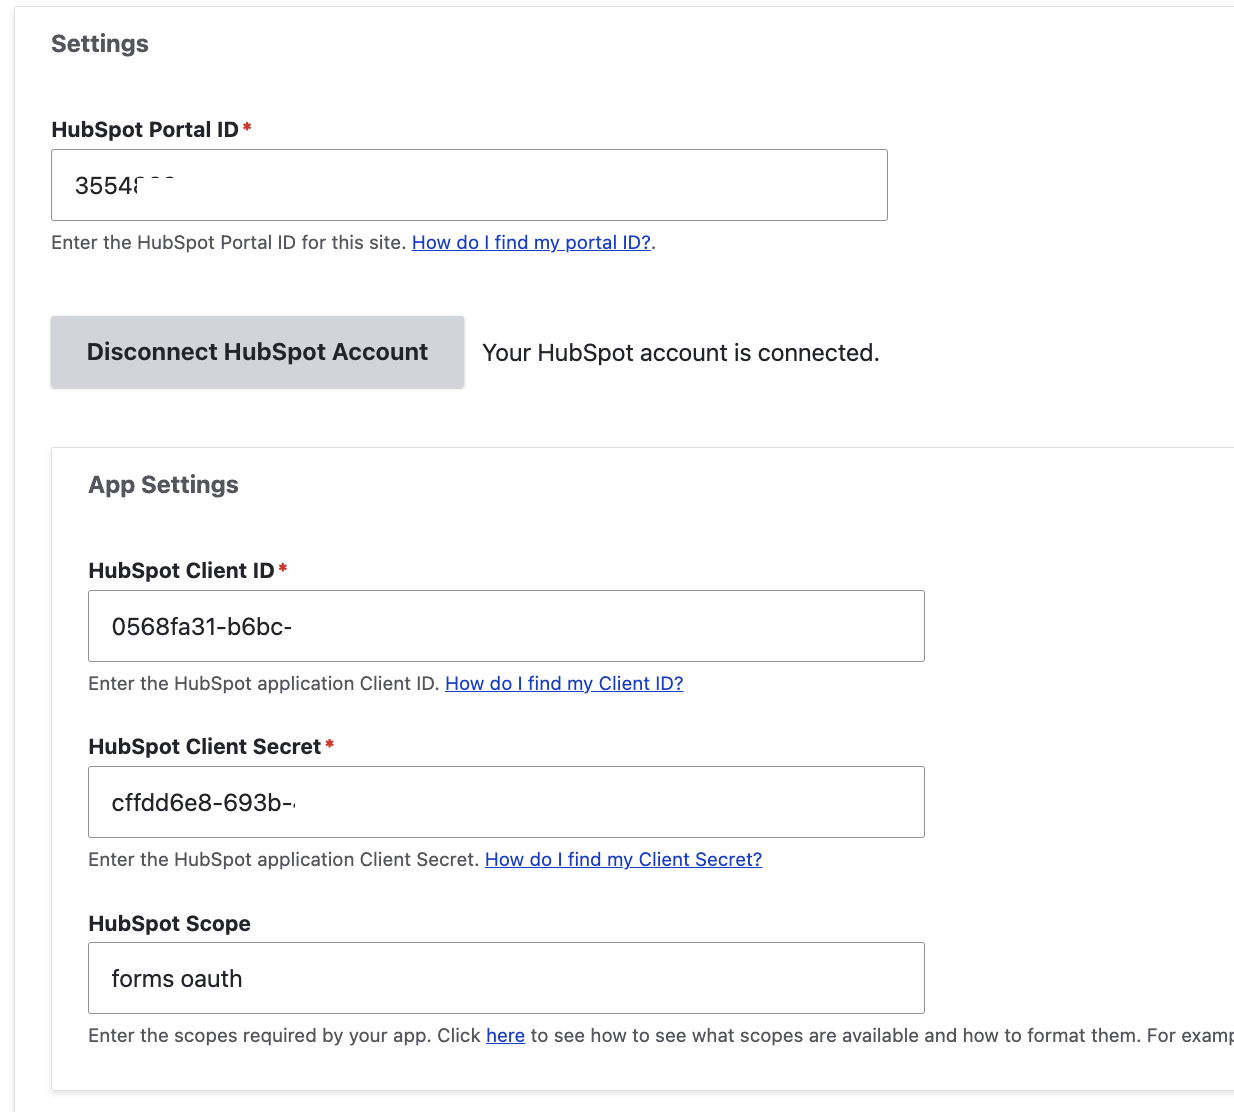 Settings
HubSpot Portal ID*
3554
Enter the HubSpot Portal ID for this site. How do I find my portal ID?.
Disconnect HubSpot Account
Your HubSpot account is connected.
App Settings
HubSpot Client ID*
0568fa31-b6bc-
Enter the HubSpot application Client ID. How do I find my Client ID?
HubSpot Client Secret*
cffdd6e8-693b-
Enter the HubSpot application Client Secret. How do I find my Client Secret?
HubSpot Scope
forms oauth
Enter the scopes required by your app. Click here to see how to see what scopes are available and how to format them. For examp